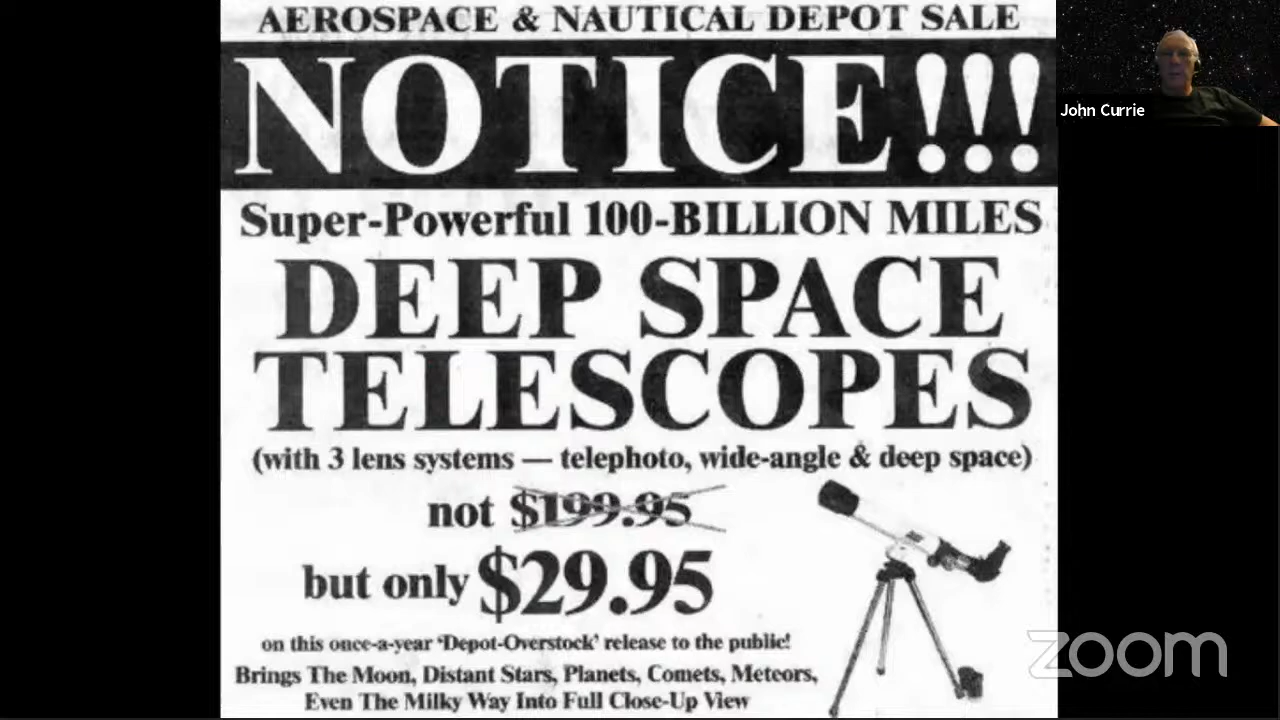 AEROSPACE & NAUTICAL DEPOT SALE
NOTICE!!!
Super-Powerful 100-BILLION MILES
DEEP SPACE
TELESCOPES
(with 3 lens systems — telephoto, wide-angle & deep space)
not $199.95
but only $29.95
on this once-a-year ‘Depot-Overstock’ release to the public!
Brings The Moon, Distant Stars, Planets, Comets, Meteors,
Even The Milky Way Into Full Close-Up View
John Currie
zoom